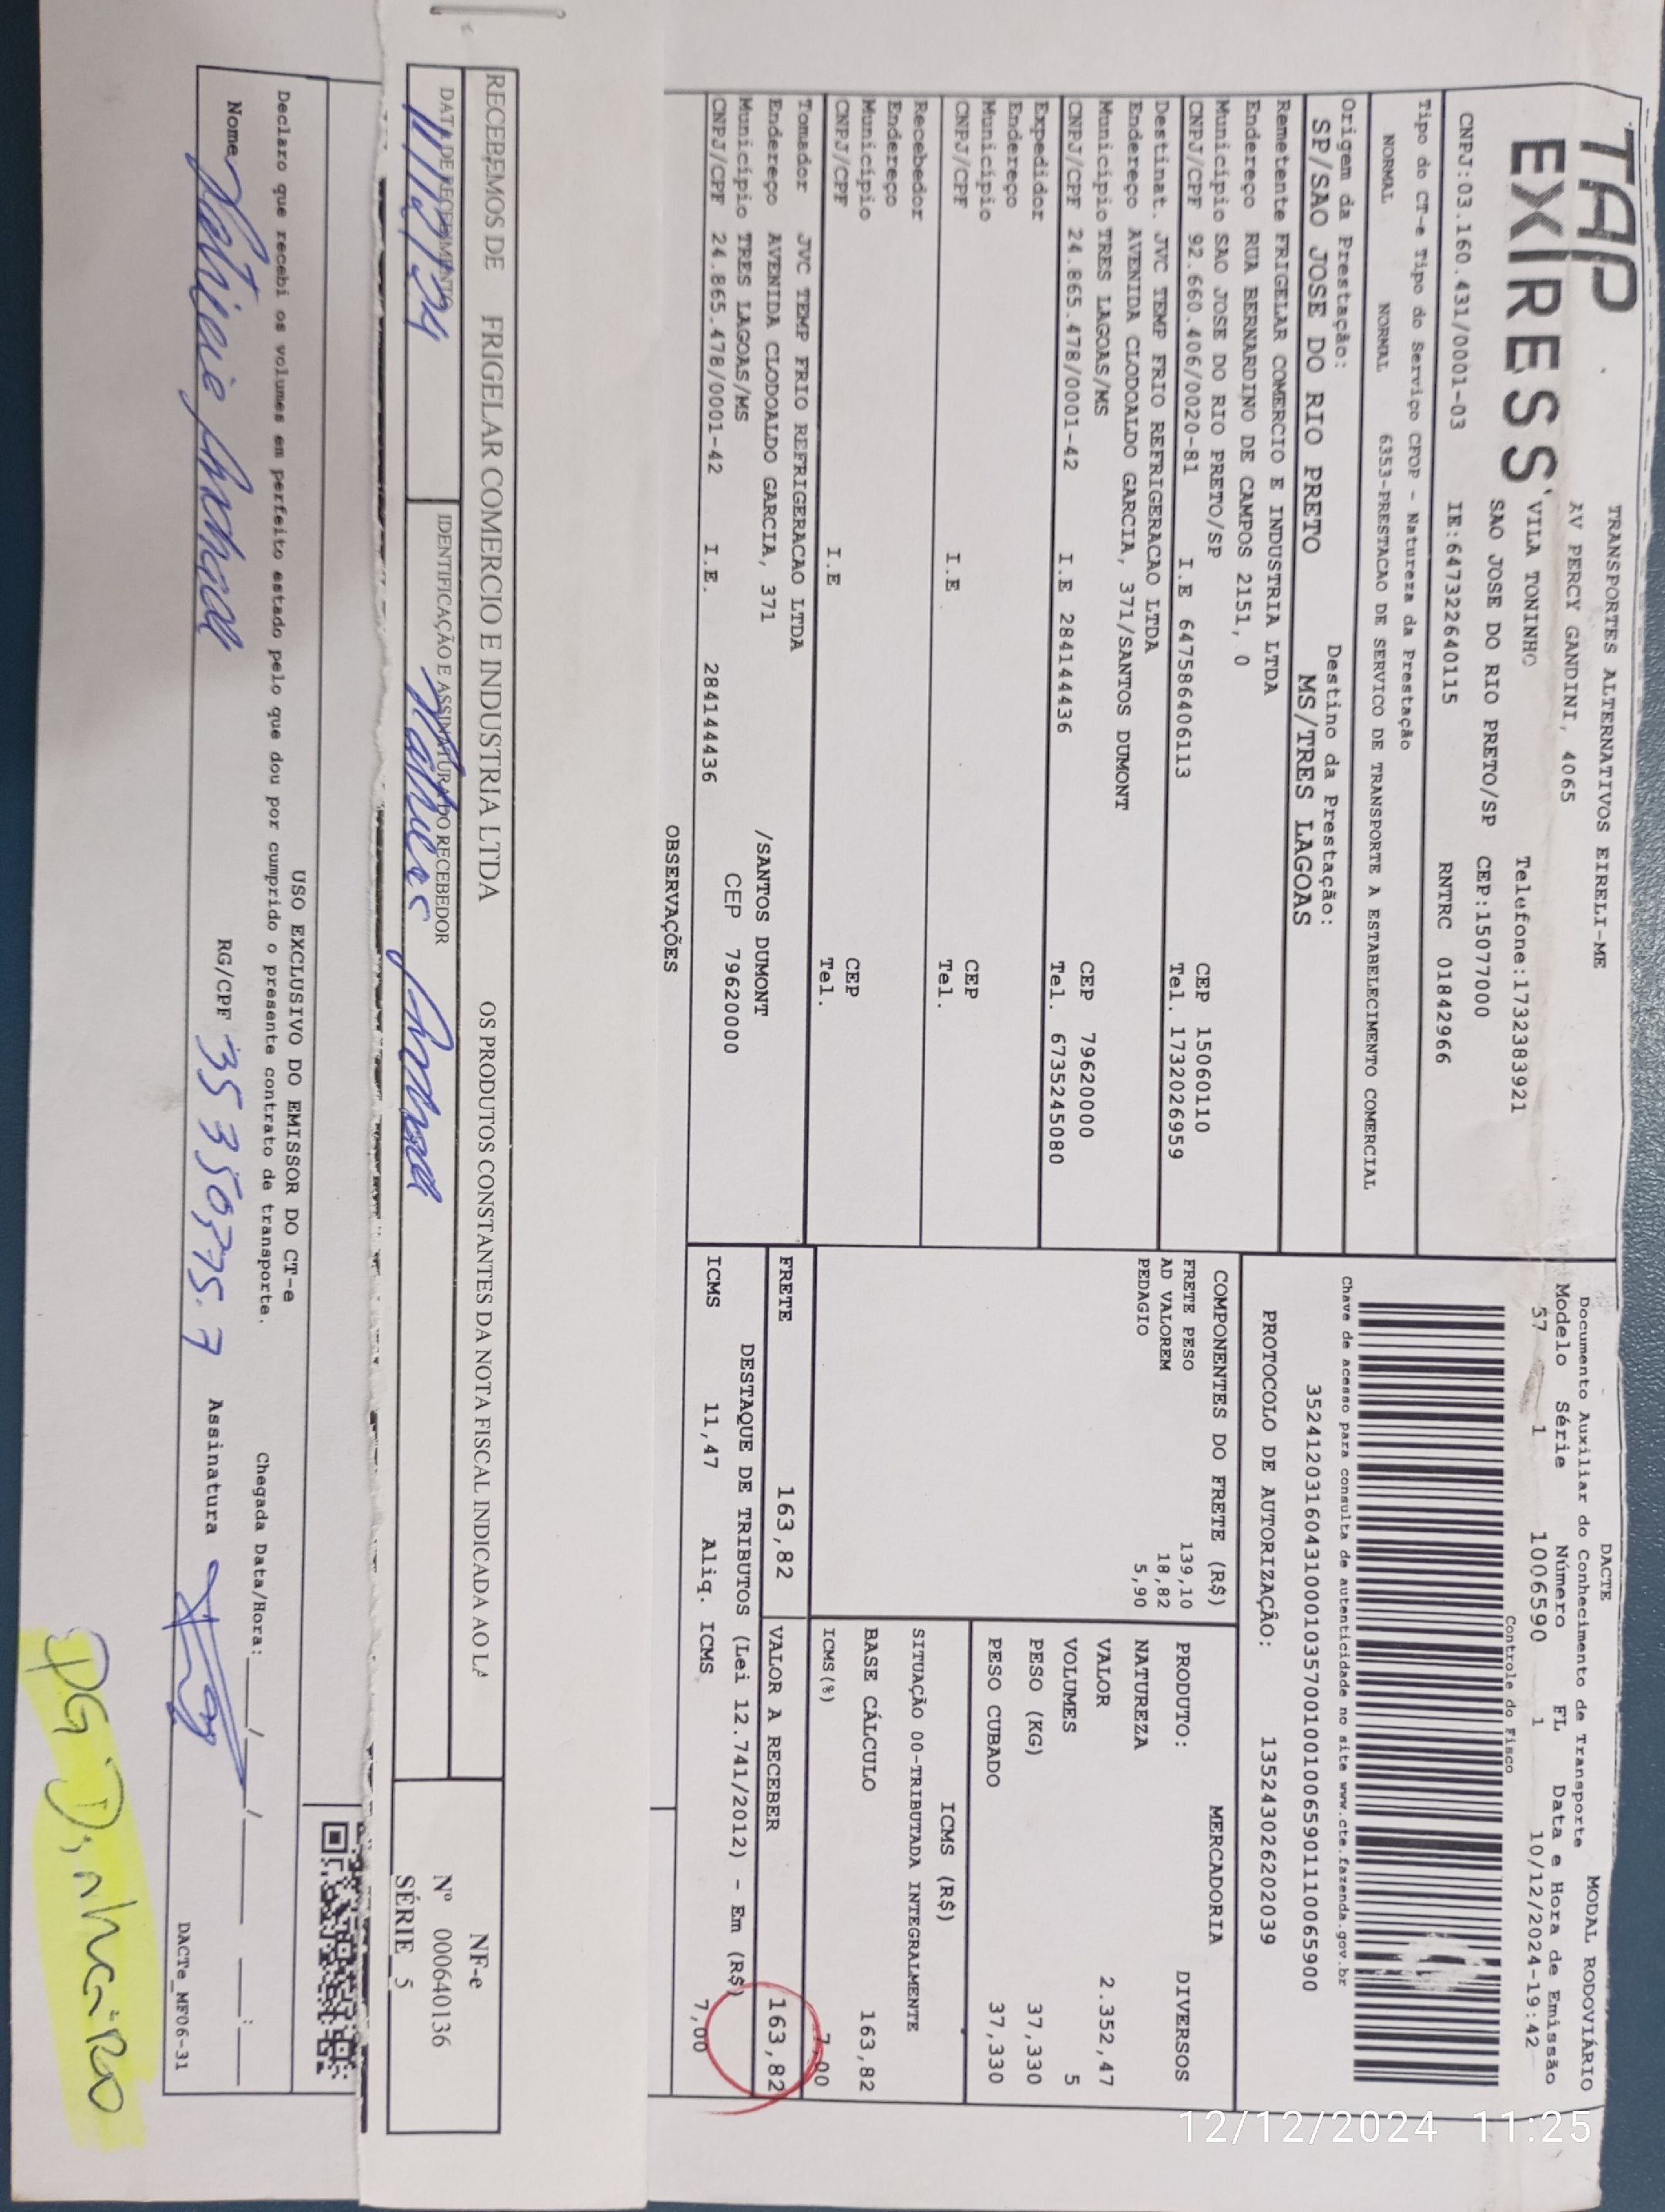 TAP
EXPRESS
TRANSPORTES ALTERNATIVOS EIRELI-ME
AV PERCY GANDINI, 4065
VILA TONINHO Telefone:1732383921
SAO JOSE DO RIO PRETO/SP CEP:15077000
CNPJ:03.160.431/0001-03 IE:647322640115 RNTRC 01842966
Tipo do CT-e Tipo do Serviço CFOP - Natureza da Prestação
NORMAL NORMAL 6353-PRESTACAO DE SERVICO DE TRANSPORTE A ESTABELECIMENTO COMERCIAL
Origem da Prestação: Destino da Prestação:
SP/SAO JOSE DO RIO PRETO MS/TRES LAGOAS
Remetente FRIGELAR COMERCIO E INDUSTRIA LTDA
Endereço RUA BERNARDINO DE CAMPOS 2151, 0
Município SAO JOSE DO RIO PRETO/SP CEP 15060110
CNPJ/CPF 92.660.406/0020-81 I.E 647586406113 Tel. 1732026959
Destinat. JVC TEMP FRIO REFRIGERACAO LTDA
Endereço AVENIDA CLODOALDO GARCIA, 371/SANTOS DUMONT
Município TRES LAGOAS/MS CEP 79620000
CNPJ/CPF 24.865.478/0001-42 I.E 284144436 Tel. 6735245080
Expedidor
Endereço
Município CEP
CNPJ/CPF I.E Tel.
Recebedor
Endereço
Município CEP
CNPJ/CPF I.E Tel.
Tomador JVC TEMP FRIO REFRIGERACAO LTDA
Endereço AVENIDA CLODOALDO GARCIA, 371 /SANTOS DUMONT
Município TRES LAGOAS/MS CEP 79620000
CNPJ/CPF 24.865.478/0001-42 I.E. 284144436
OBSERVAÇÕES
DACTE MODAL RODOVIÁRIO
Documento Auxiliar do Conhecimento de Transporte
Modelo Série Número FL Data e Hora de Emissão
57 1 1006590 1 10/12/2024-19:42
Controle do Fisco
Chave de acesso para consulta de autenticidade no site www.cte.fazenda.gov.br
35241203160431000103570010010065901110065900
PROTOCOLO DE AUTORIZAÇÃO: 135243026202039
COMPONENTES DO FRETE (R$)
FRETE PESO 139,10
AD VALOREM 18,82
PEDAGIO 5,90
MERCADORIA
PRODUTO: DIVERSOS
NATUREZA
VALOR 2.352,47
VOLUMES 5
PESO (KG) 37,330
PESO CUBADO 37,330
ICMS (R$)
SITUAÇÃO 00-TRIBUTADA INTEGRALMENTE
BASE CÁLCULO 163,82
ICMS(%) 7,00
FRETE 163,82 VALOR A RECEBER 163,82
DESTAQUE DE TRIBUTOS (Lei 12.741/2012) - Em (R$)
ICMS 11,47 Aliq. ICMS 7,00
RECEBEMOS DE FRIGELAR COMERCIO E INDUSTRIA LTDA OS PRODUTOS CONSTANTES DA NOTA FISCAL INDICADA AO LA
DATA DE RECEBIMENTO IDENTIFICAÇÃO E ASSINATURA DO RECEBEDOR
11/12/24
NF-e
Nº 000640136
SÉRIE 5
USO EXCLUSIVO DO EMISSOR DO CT-e
Declaro que recebi os volumes em perfeito estado pelo que dou por cumprido o presente contrato de transporte. Chegada Data/Hora: / / :
Nome RG/CPF 35350775-7 Assinatura
DACTe_MF06-31
PG Dinheiro
12/12/2024 11:25